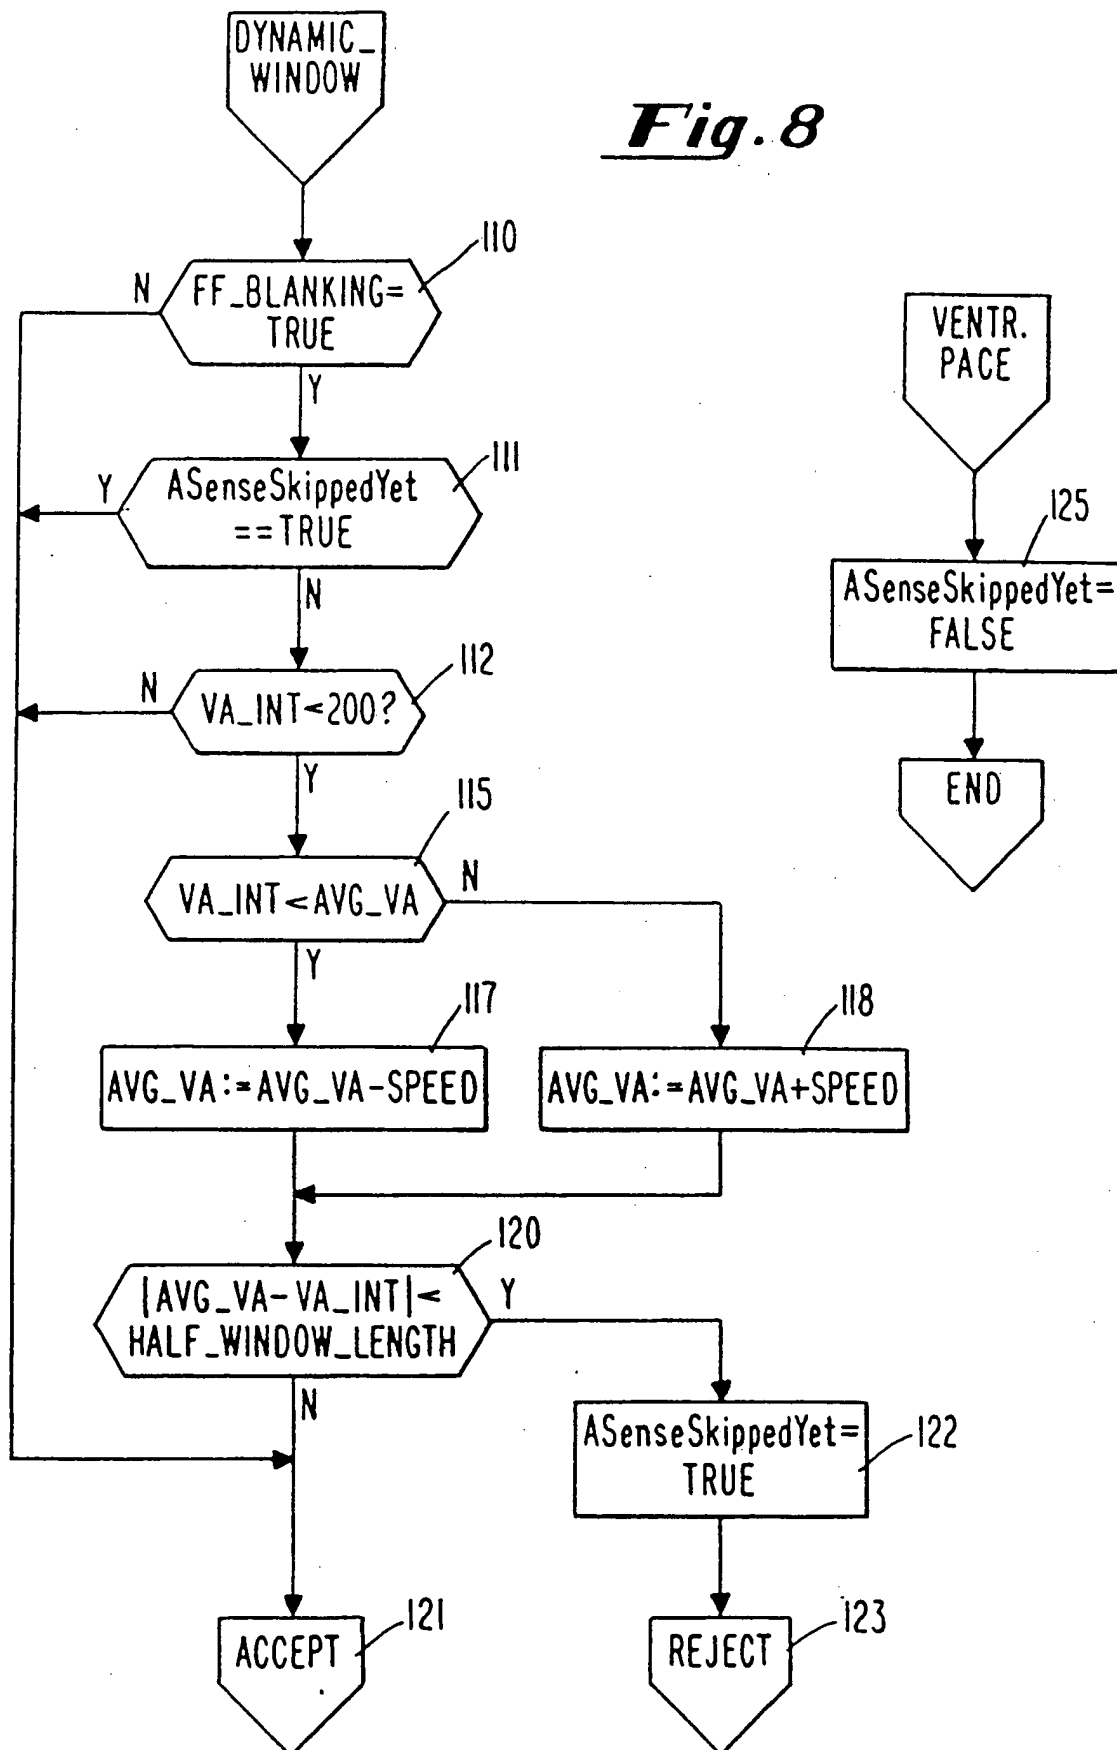 DYNAMIC_
WINDOW
Fig. 8
110
N
FF_BLANKING=
TRUE
Y
111
Y
ASenseSkippedYet
==TRUE
N
112
N
VA_INT<200?
Y
115
VA_INT<AVG_VA
N
Y
117
AVG_VA:=AVG_VA-SPEED
118
AVG_VA:=AVG_VA+SPEED
120
|AVG_VA-VA_INT|<
HALF_WINDOW_LENGTH
Y
N
ASenseSkippedYet=
TRUE
122
ACCEPT
121
REJECT
123
VENTR.
PACE
125
ASenseSkippedYet=
FALSE
END